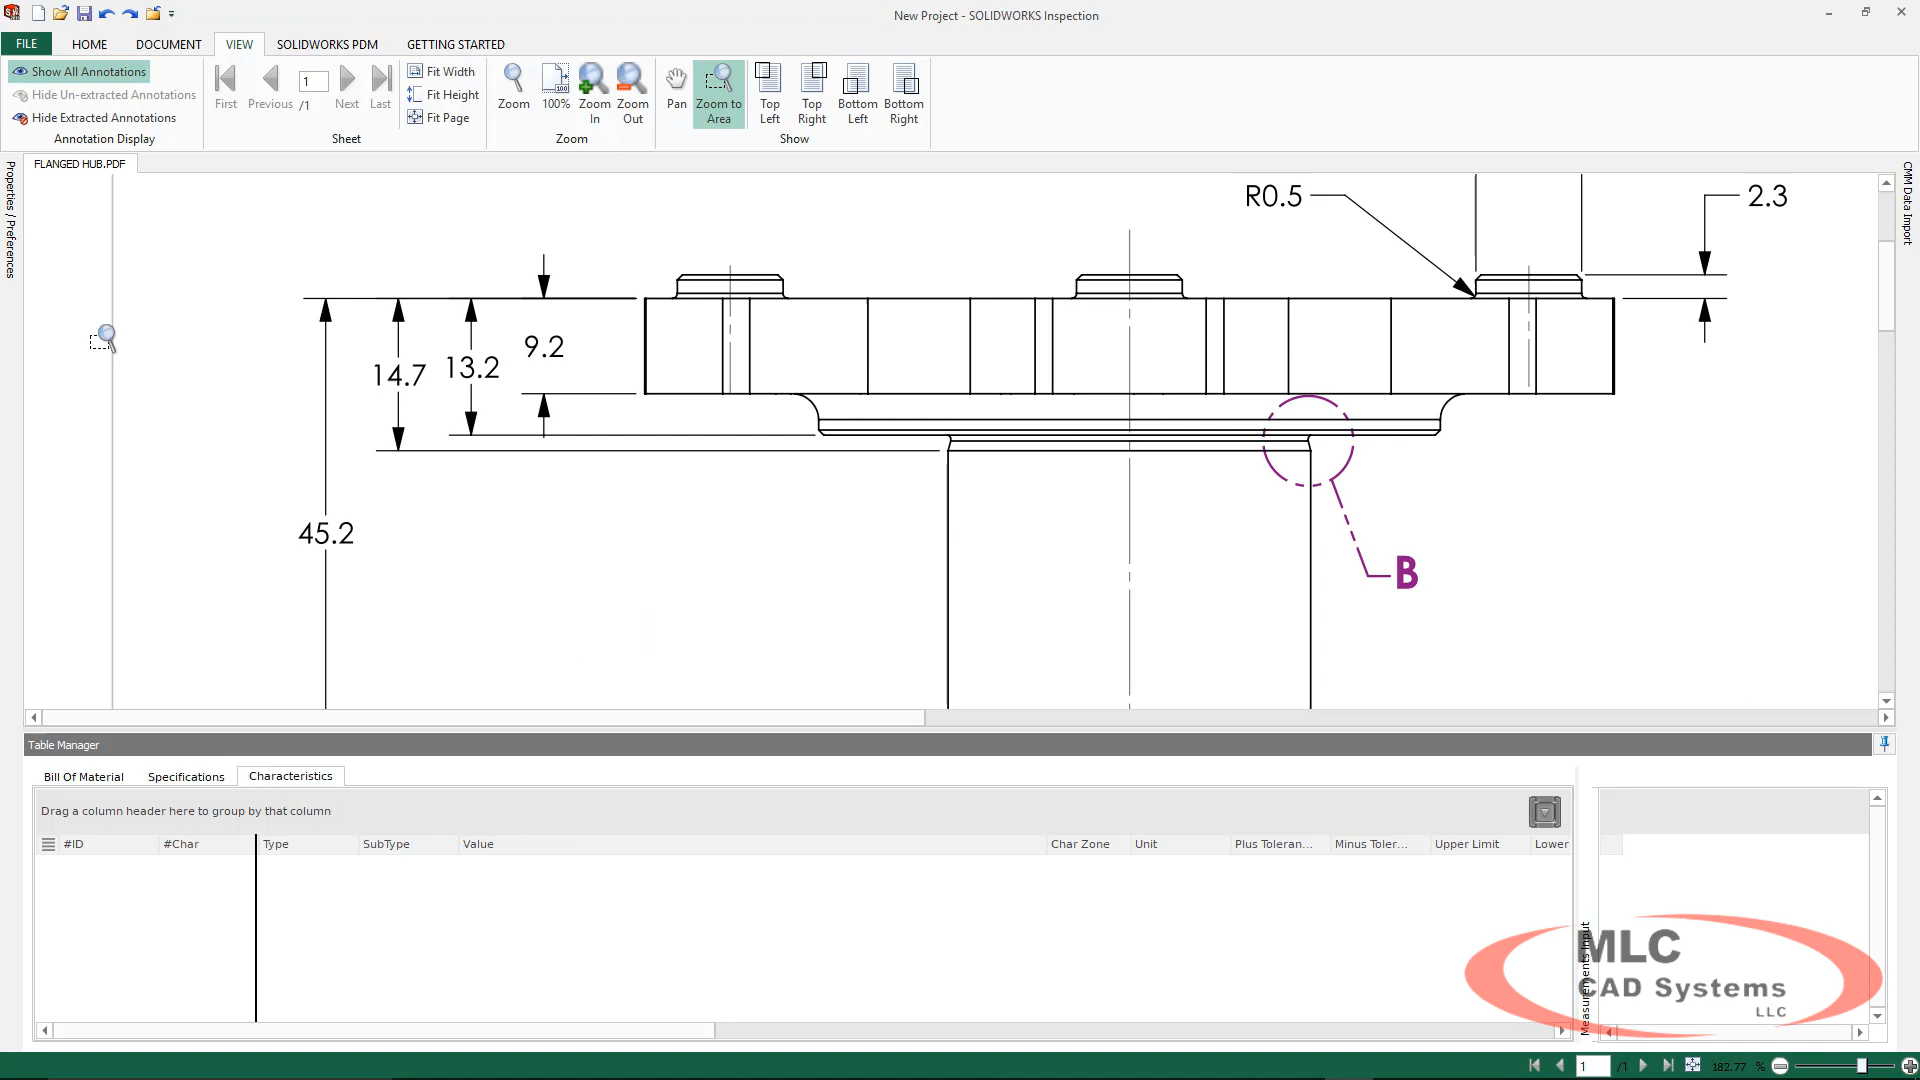 New Project - SOLIDWORKS Inspection
FILE HOME DOCUMENT VIEW SOLIDWORKS PDM GETTING STARTED
Show All Annotations
Hide Un-extracted Annotations
Hide Extracted Annotations
Annotation Display
First Previous 1 /1 Next Last
Sheet
Fit Width
Fit Height
Fit Page
Zoom 100% Zoom In Zoom Out
Zoom
Pan Zoom to Area Top Left Top Right Bottom Left Bottom Right
Show
Properties / Preferences
FLANGED HUB.PDF
CMM Data Import
R0.5
2.3
9.2
13.2
14.7
45.2
B
Table Manager
Bill Of Material Specifications Characteristics
Drag a column header here to group by that column
#ID #Char Type SubType Value Char Zone Unit Plus Toleran... Minus Toler... Upper Limit Lower
Measurements Input
MLC
CAD Systems
LLC
1 /1 182.77 %